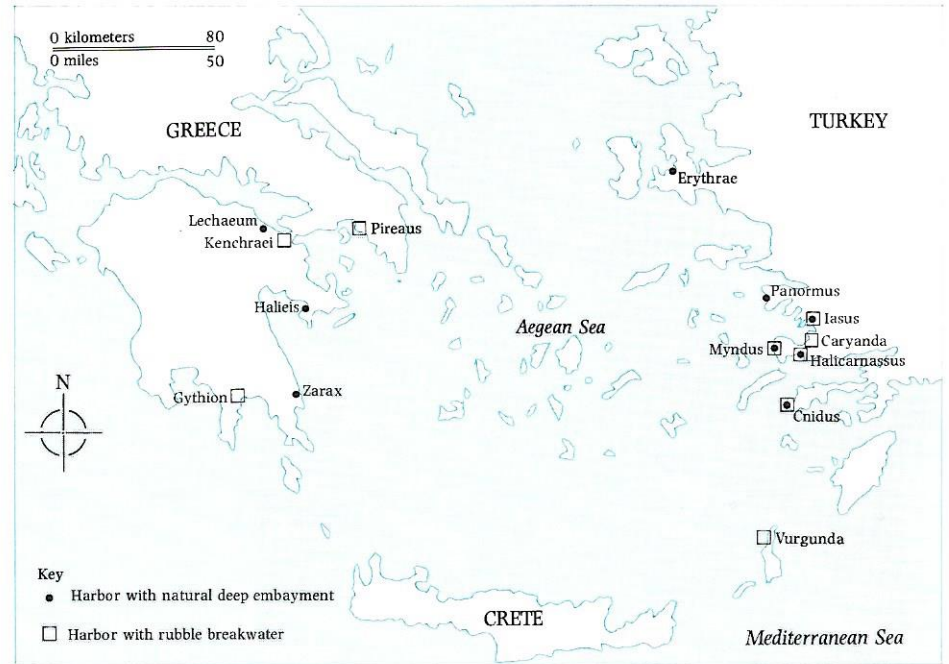 0 kilometers 80
0 miles 50
GREECE
TURKEY
Erythrae
Lechaeum
Kenchraei
Pireaus
Panormus
Halieis
Iasus
Aegean Sea
Caryanda
Myndus
Halicarnassus
N
Gythion
Zarax
Cnidus
Vurgunda
Key
Harbor with natural deep embayment
CRETE
Harbor with rubble breakwater
Mediterranean Sea